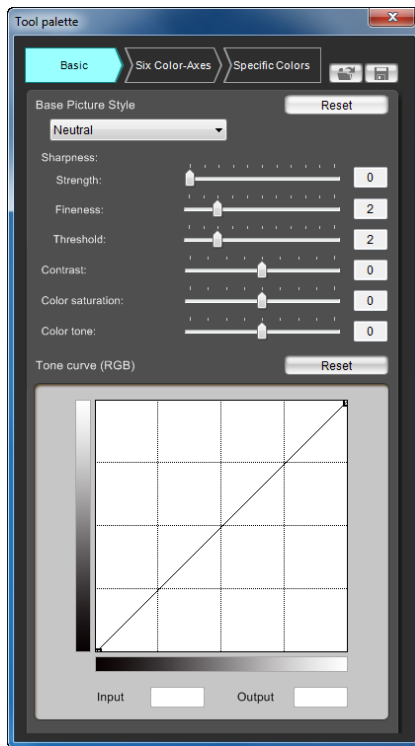 Tool palette
Basic Six Color-Axes Specific Colors
Base Picture Style Reset
Neutral
Sharpness:
Strength: 0
Fineness: 2
Threshold: 2
Contrast: 0
Color saturation: 0
Color tone: 0
Tone curve (RGB) Reset
Input Output